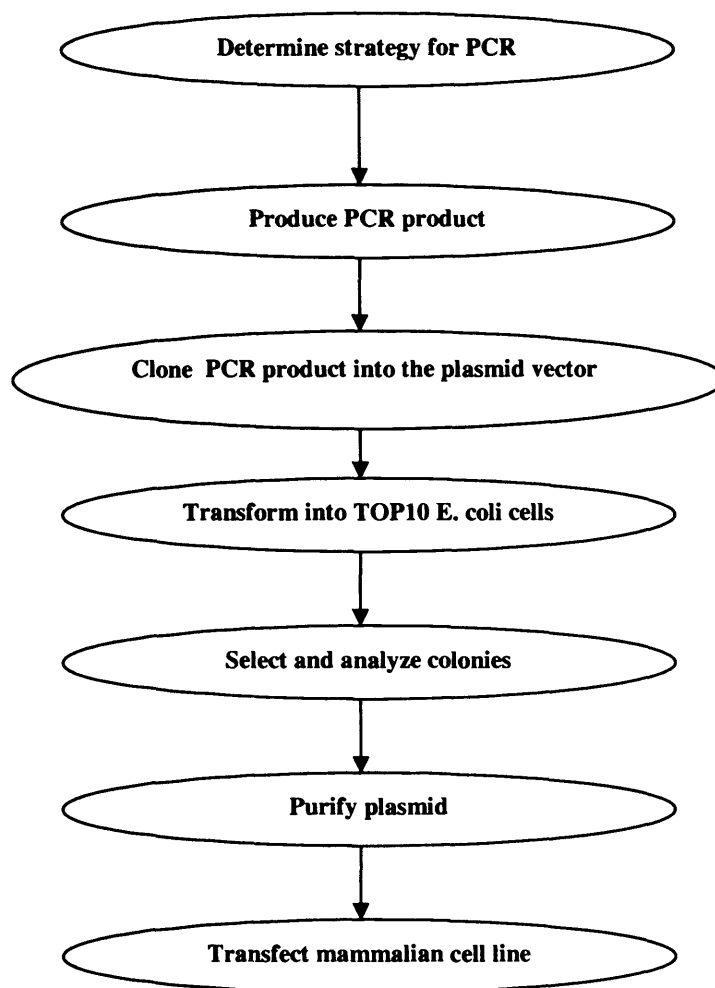 Determine strategy for PCR
Produce PCR product
Clone PCR product into the plasmid vector
Transform into TOP10 E. coli cells
Select and analyze colonies
Purify plasmid
Transfect mammalian cell line